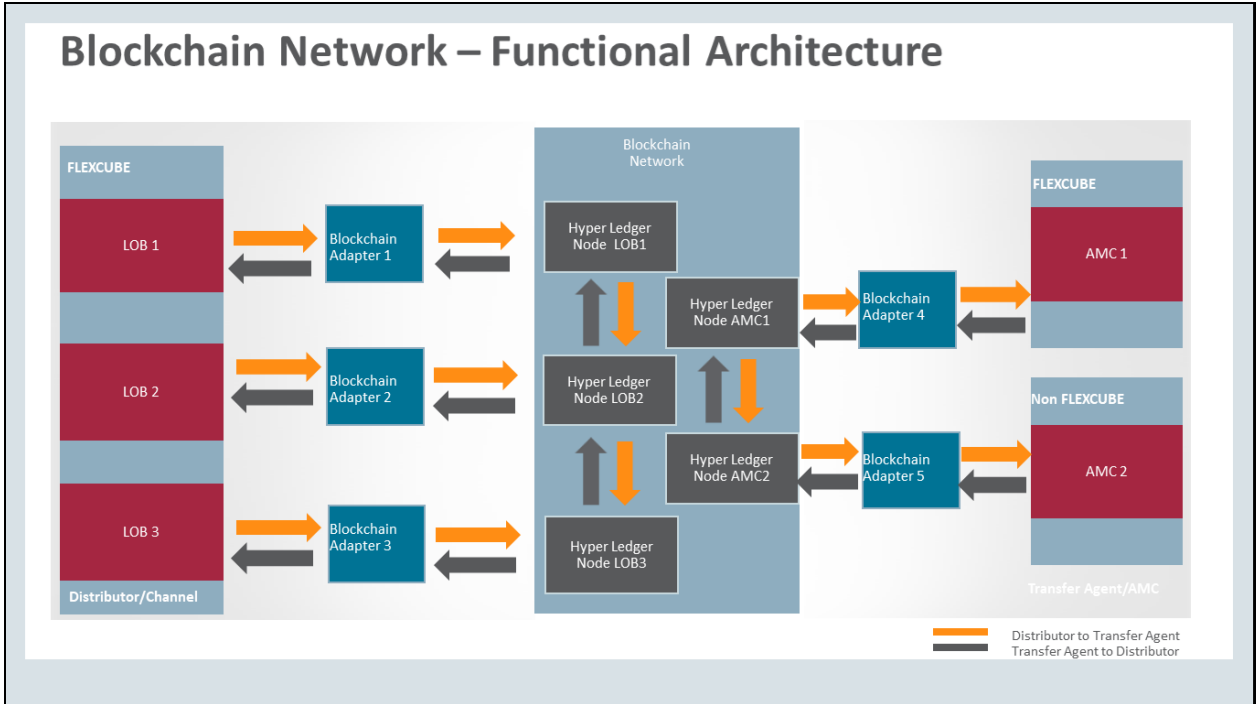 Blockchain Network – Functional Architecture
FLEXCUBE
LOB 1
LOB 2
LOB 3
Distributor/Channel
Blockchain
Adapter 1
Blockchain
Adapter 2
Blockchain
Adapter 3
Blockchain
Network
Hyper Ledger
Node LOB1
Hyper Ledger
Node AMC1
Hyper Ledger
Node LOB2
Hyper Ledger
Node AMC2
Hyper Ledger
Node LOB3
Blockchain
Adapter 4
Blockchain
Adapter 5
FLEXCUBE
AMC 1
Non FLEXCUBE
AMC 2
Transfer Agent/AMC
Distributor to Transfer Agent
Transfer Agent to Distributor